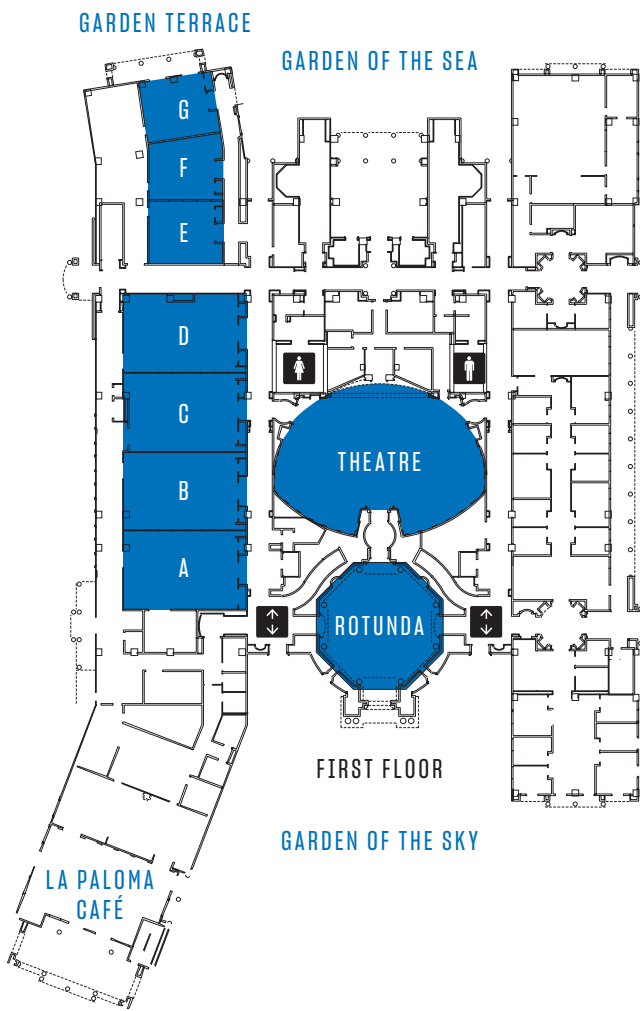 GARDEN TERRACE
GARDEN OF THE SEA
G
F
E
D
C
THEATRE
B
A
ROTUNDA
FIRST FLOOR
GARDEN OF THE SKY
LA PALOMA
CAFÉ